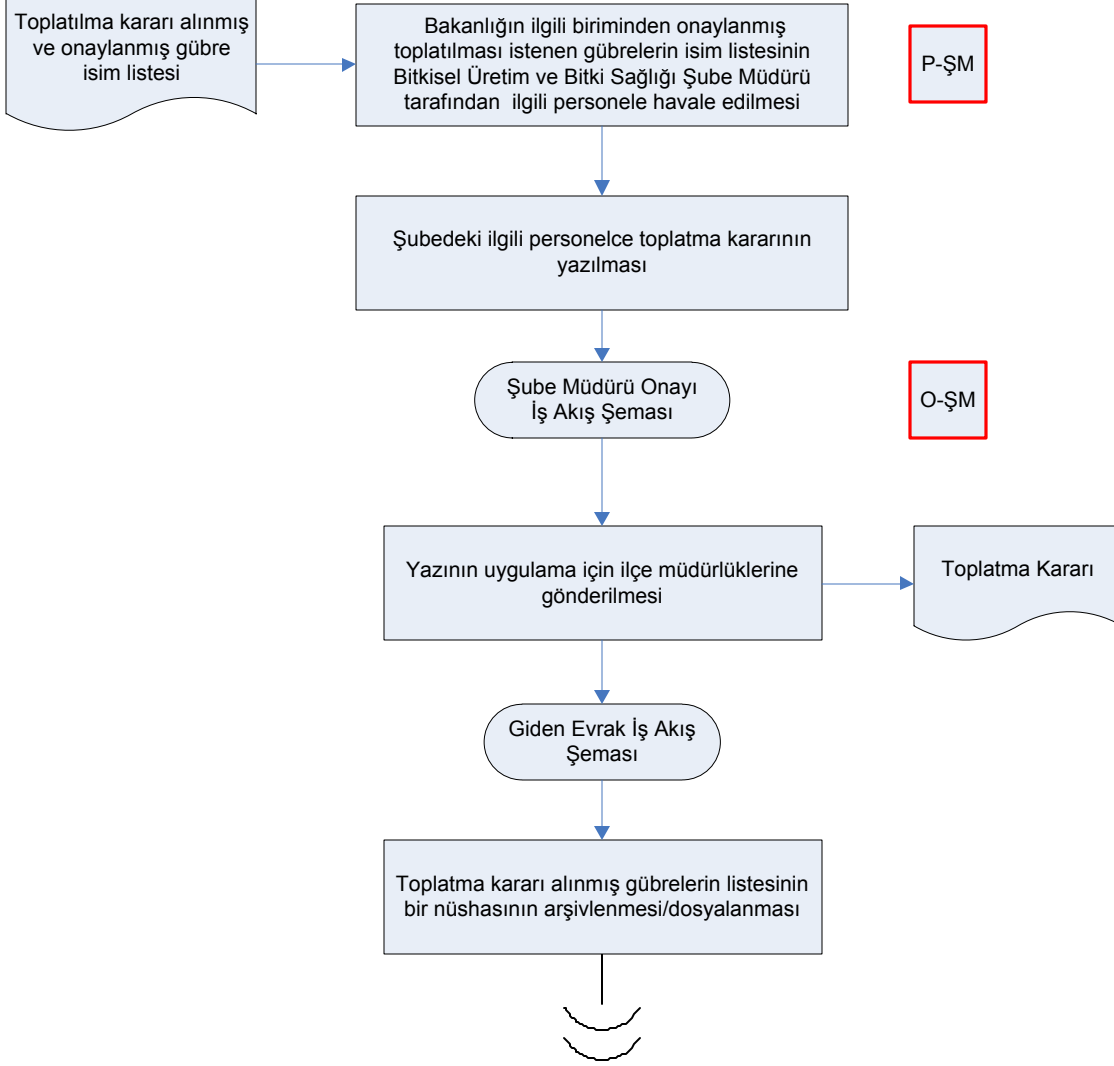 Toplatılma kararı alınmış
ve onaylanmış gübre
isim listesi
Bakanlığın ilgili biriminden onaylanmış
toplatılması istenen gübrelerin isim listesinin
Bitkisel Üretim ve Bitki Sağlığı Şube Müdürü
tarafından  ilgili personele havale edilmesi
P-ŞM
Şubedeki ilgili personelce toplatma kararının
yazılması
Şube Müdürü Onayı
İş Akış Şeması
O-ŞM
Yazının uygulama için ilçe müdürlüklerine
gönderilmesi
Toplatma Kararı
Giden Evrak İş Akış
Şeması
Toplatma kararı alınmış gübrelerin listesinin
bir nüshasının arşivlenmesi/dosyalanması